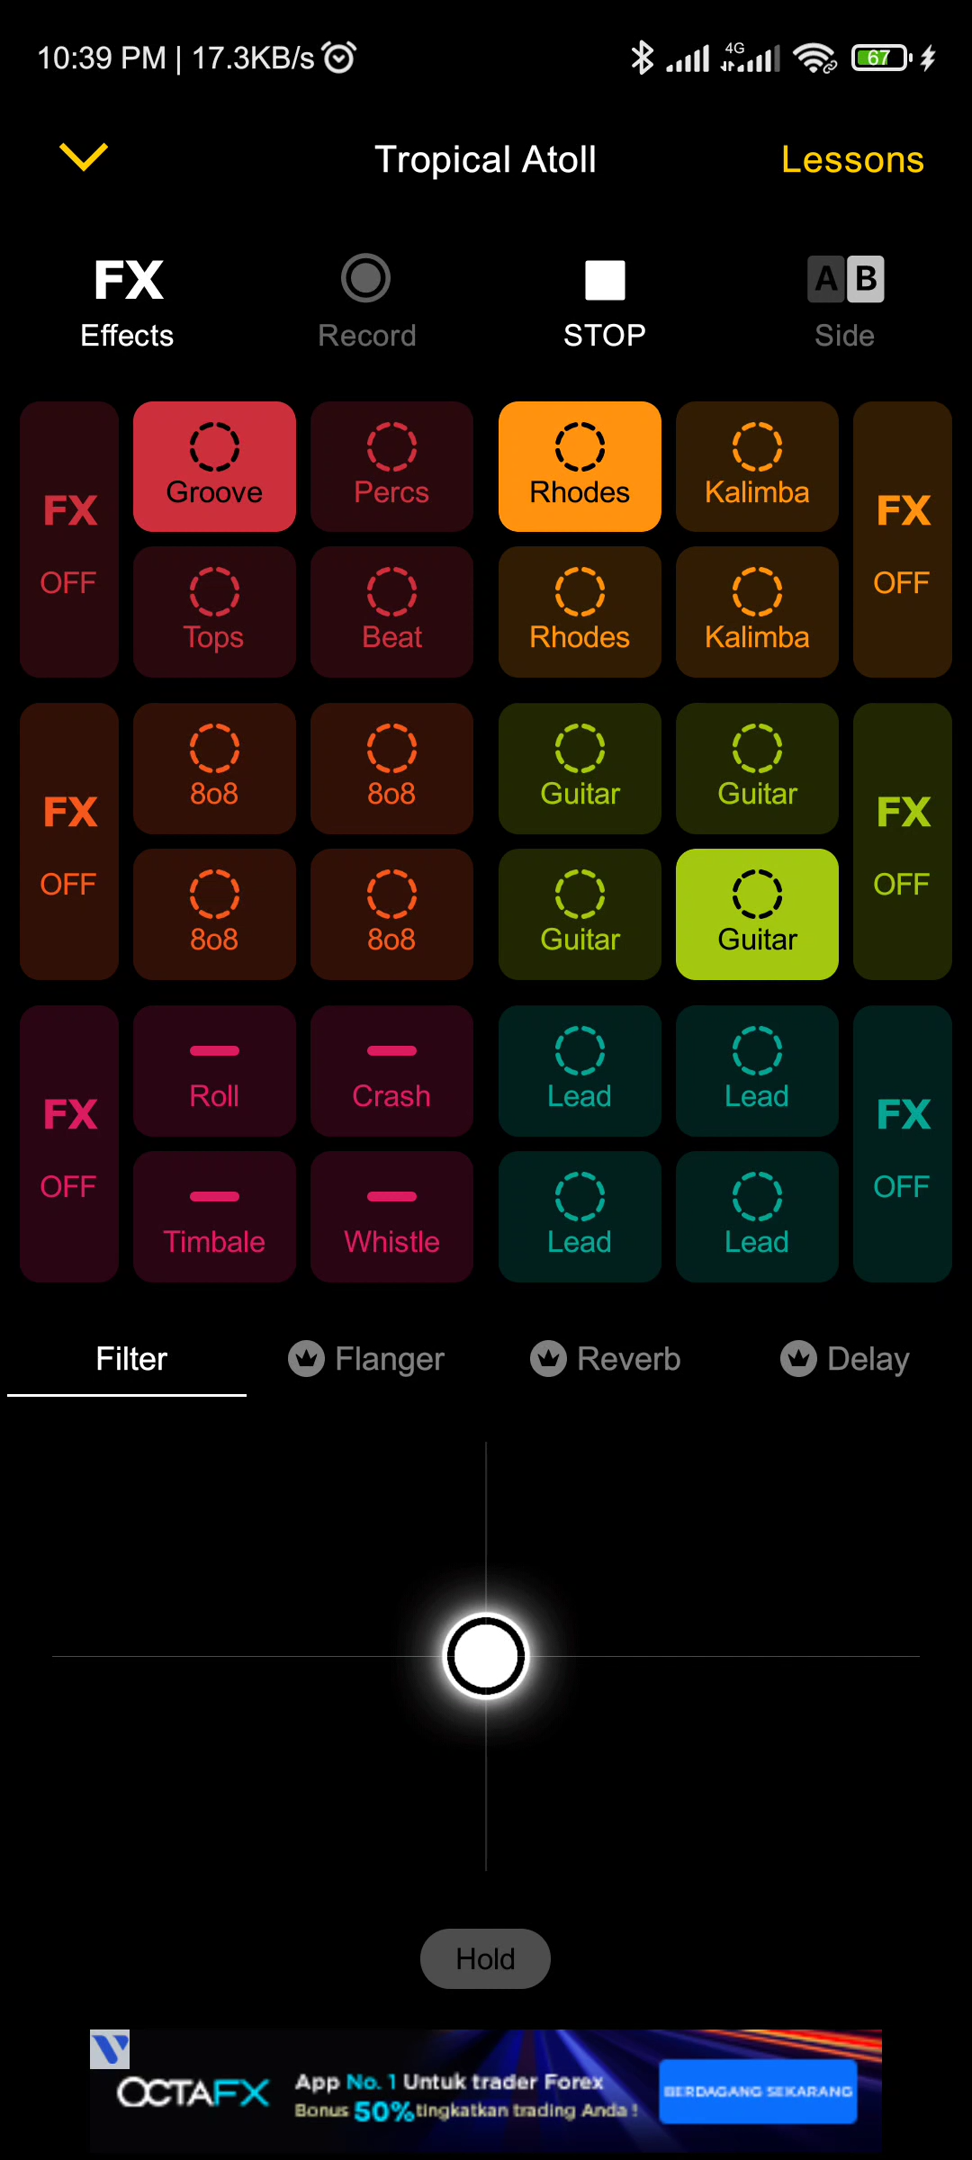 10:39 PM | 17.3KB/s
4G
67
Tropical Atoll
Lessons
FX
Effects
Record
STOP
A B
Side
FX
OFF
Groove
Percs
Rhodes
Kalimba
FX
OFF
Tops
Beat
Rhodes
Kalimba
FX
OFF
8o8
8o8
Guitar
Guitar
FX
OFF
8o8
8o8
Guitar
Guitar
FX
OFF
Roll
Crash
Lead
Lead
FX
OFF
Timbale
Whistle
Lead
Lead
Filter
Flanger
Reverb
Delay
Hold
OCTAFX
App No. 1 Untuk trader Forex
Bonus 50% tingkatkan trading Anda !
BERDAGANG SEKARANG